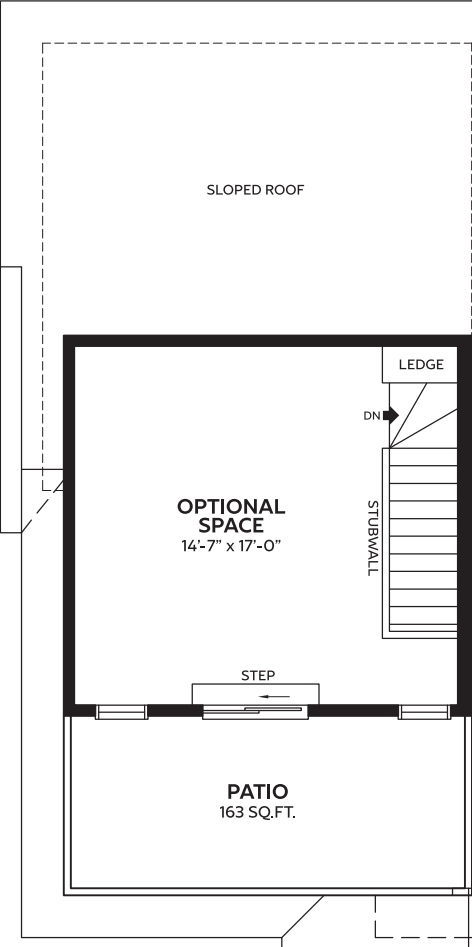 SLOPED ROOF
LEDGE
DN
OPTIONAL
SPACE
14'-7" x 17'-0"
STUBWALL
STEP
PATIO
163 SQ.FT.